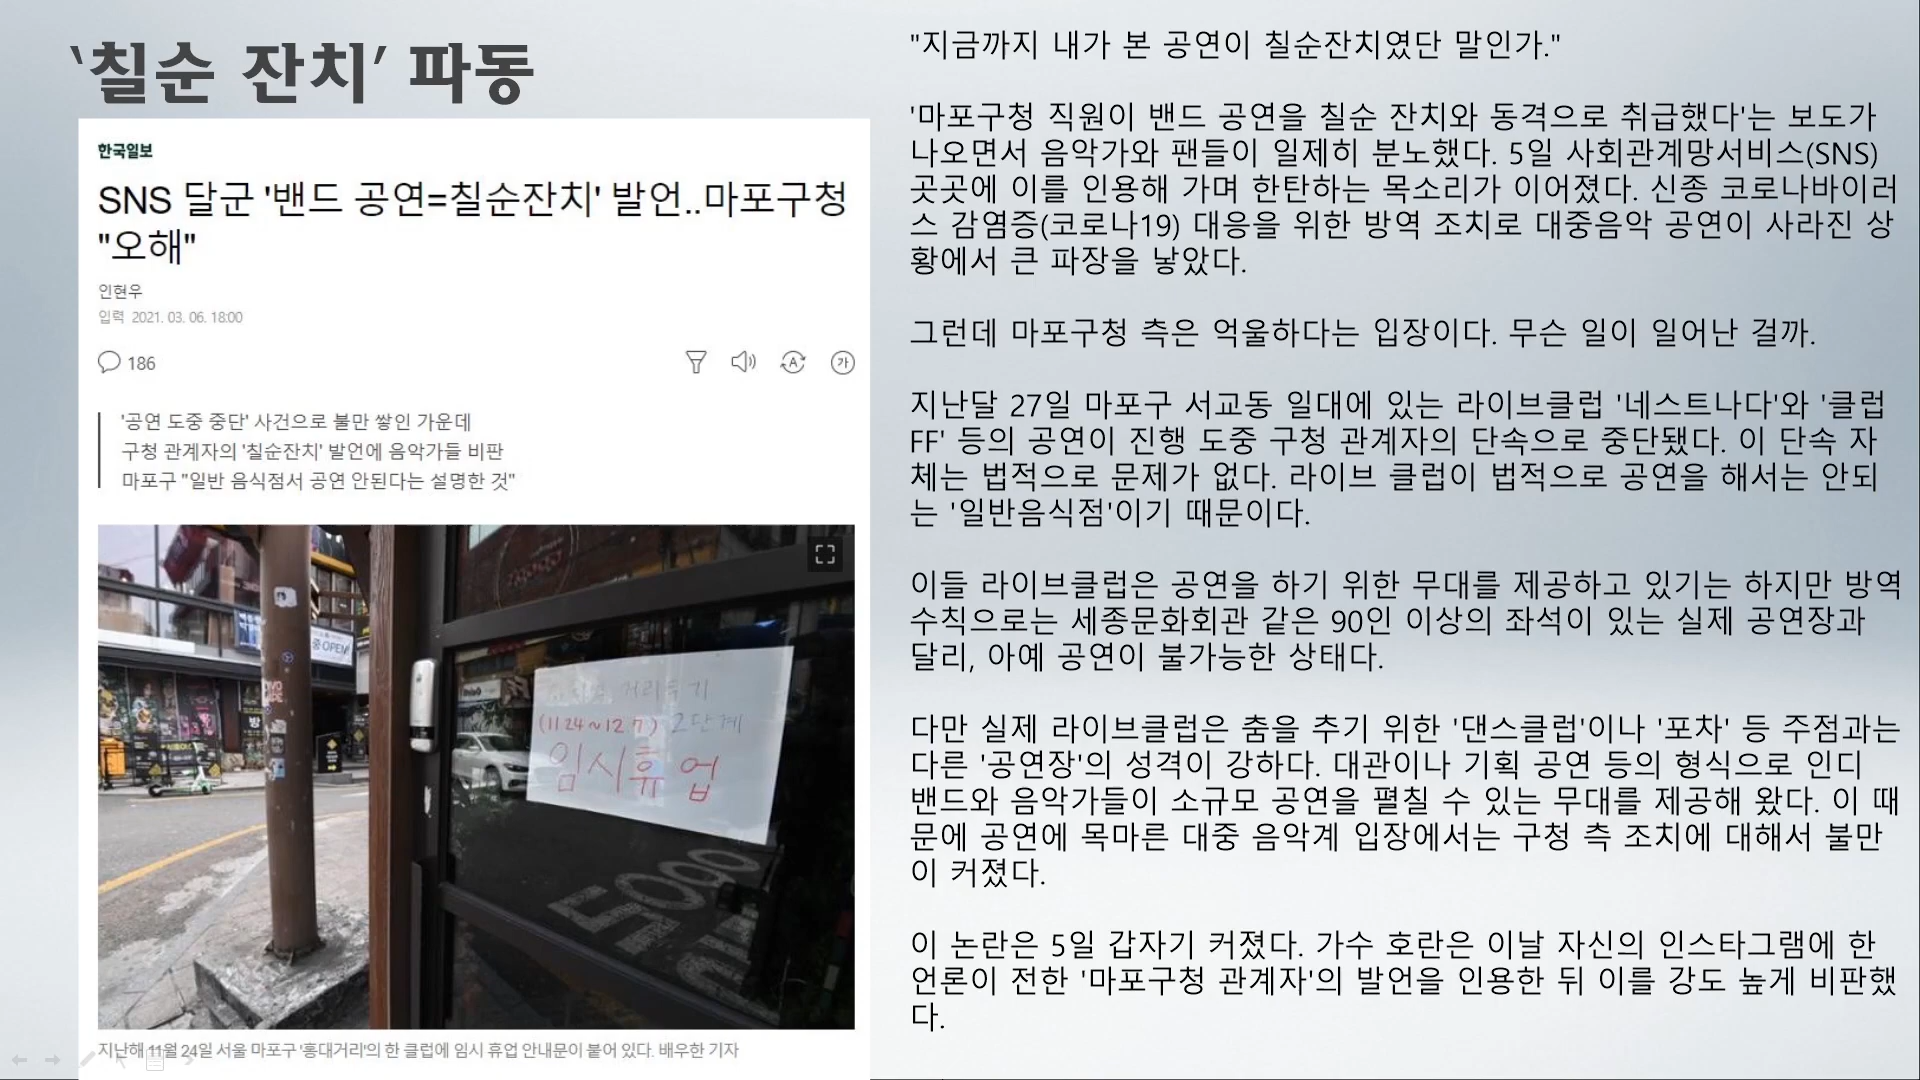 ‘칠순 잔치’ 파동
한국일보
SNS 달군 '밴드 공연=칠순잔치' 발언..마포구청
"오해"
인현우
입력 2021. 03. 06. 18:00
186
가
'공연 도중 중단' 사건으로 불만 쌓인 가운데
구청 관계자의 '칠순잔치' 발언에 음악가들 비판
마포구 "일반 음식점서 공연 안된다는 설명한 것"
중OPEN!
거리두기
(11.24~12.7) 2단계
임시휴업
지난해 11월 24일 서울 마포구 '홍대거리'의 한 클럽에 임시 휴업 안내문이 붙어 있다. 배우한 기자
"지금까지 내가 본 공연이 칠순잔치였단 말인가."
'마포구청 직원이 밴드 공연을 칠순 잔치와 동격으로 취급했다'는 보도가
나오면서 음악가와 팬들이 일제히 분노했다. 5일 사회관계망서비스(SNS)
곳곳에 이를 인용해 가며 한탄하는 목소리가 이어졌다. 신종 코로나바이러
스 감염증(코로나19) 대응을 위한 방역 조치로 대중음악 공연이 사라진 상
황에서 큰 파장을 낳았다.
그런데 마포구청 측은 억울하다는 입장이다. 무슨 일이 일어난 걸까.
지난달 27일 마포구 서교동 일대에 있는 라이브클럽 '네스트나다'와 '클럽
FF' 등의 공연이 진행 도중 구청 관계자의 단속으로 중단됐다. 이 단속 자
체는 법적으로 문제가 없다. 라이브 클럽이 법적으로 공연을 해서는 안되
는 '일반음식점'이기 때문이다.
이들 라이브클럽은 공연을 하기 위한 무대를 제공하고 있기는 하지만 방역
수칙으로는 세종문화회관 같은 90인 이상의 좌석이 있는 실제 공연장과
달리, 아예 공연이 불가능한 상태다.
다만 실제 라이브클럽은 춤을 추기 위한 '댄스클럽'이나 '포차' 등 주점과는
다른 '공연장'의 성격이 강하다. 대관이나 기획 공연 등의 형식으로 인디
밴드와 음악가들이 소규모 공연을 펼칠 수 있는 무대를 제공해 왔다. 이 때
문에 공연에 목마른 대중 음악계 입장에서는 구청 측 조치에 대해서 불만
이 커졌다.
이 논란은 5일 갑자기 커졌다. 가수 호란은 이날 자신의 인스타그램에 한
언론이 전한 '마포구청 관계자'의 발언을 인용한 뒤 이를 강도 높게 비판했
다.